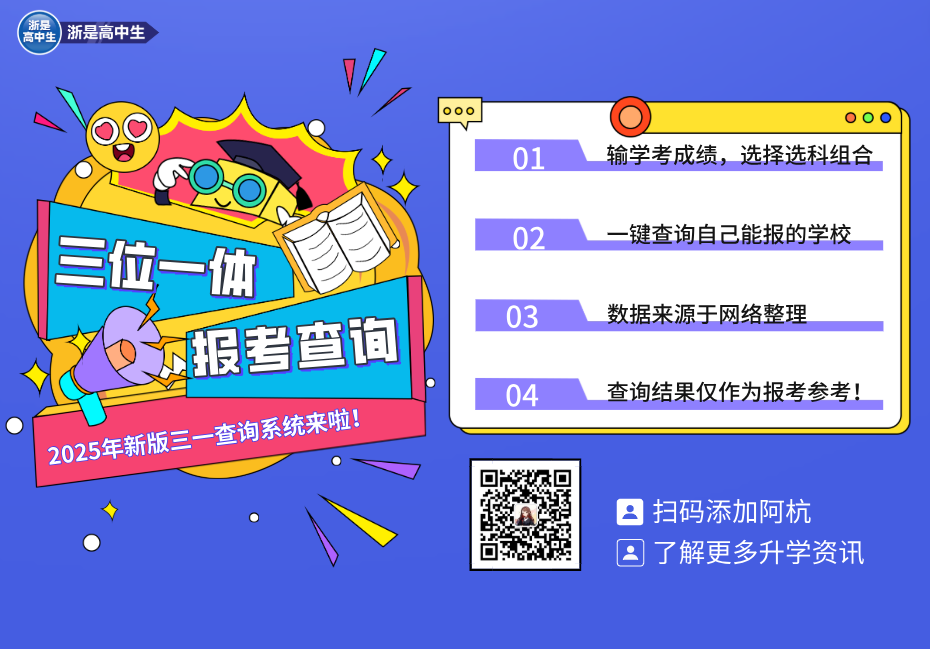 浙是
高中生
浙是高中生
三位一体
报考查询
2025年新版三一查询系统来啦！
01 输学考成绩，选择选科组合
02 一键查询自己能报的学校
03 数据来源于网络整理
04 查询结果仅作为报考参考！
扫码添加阿杭
了解更多升学资讯